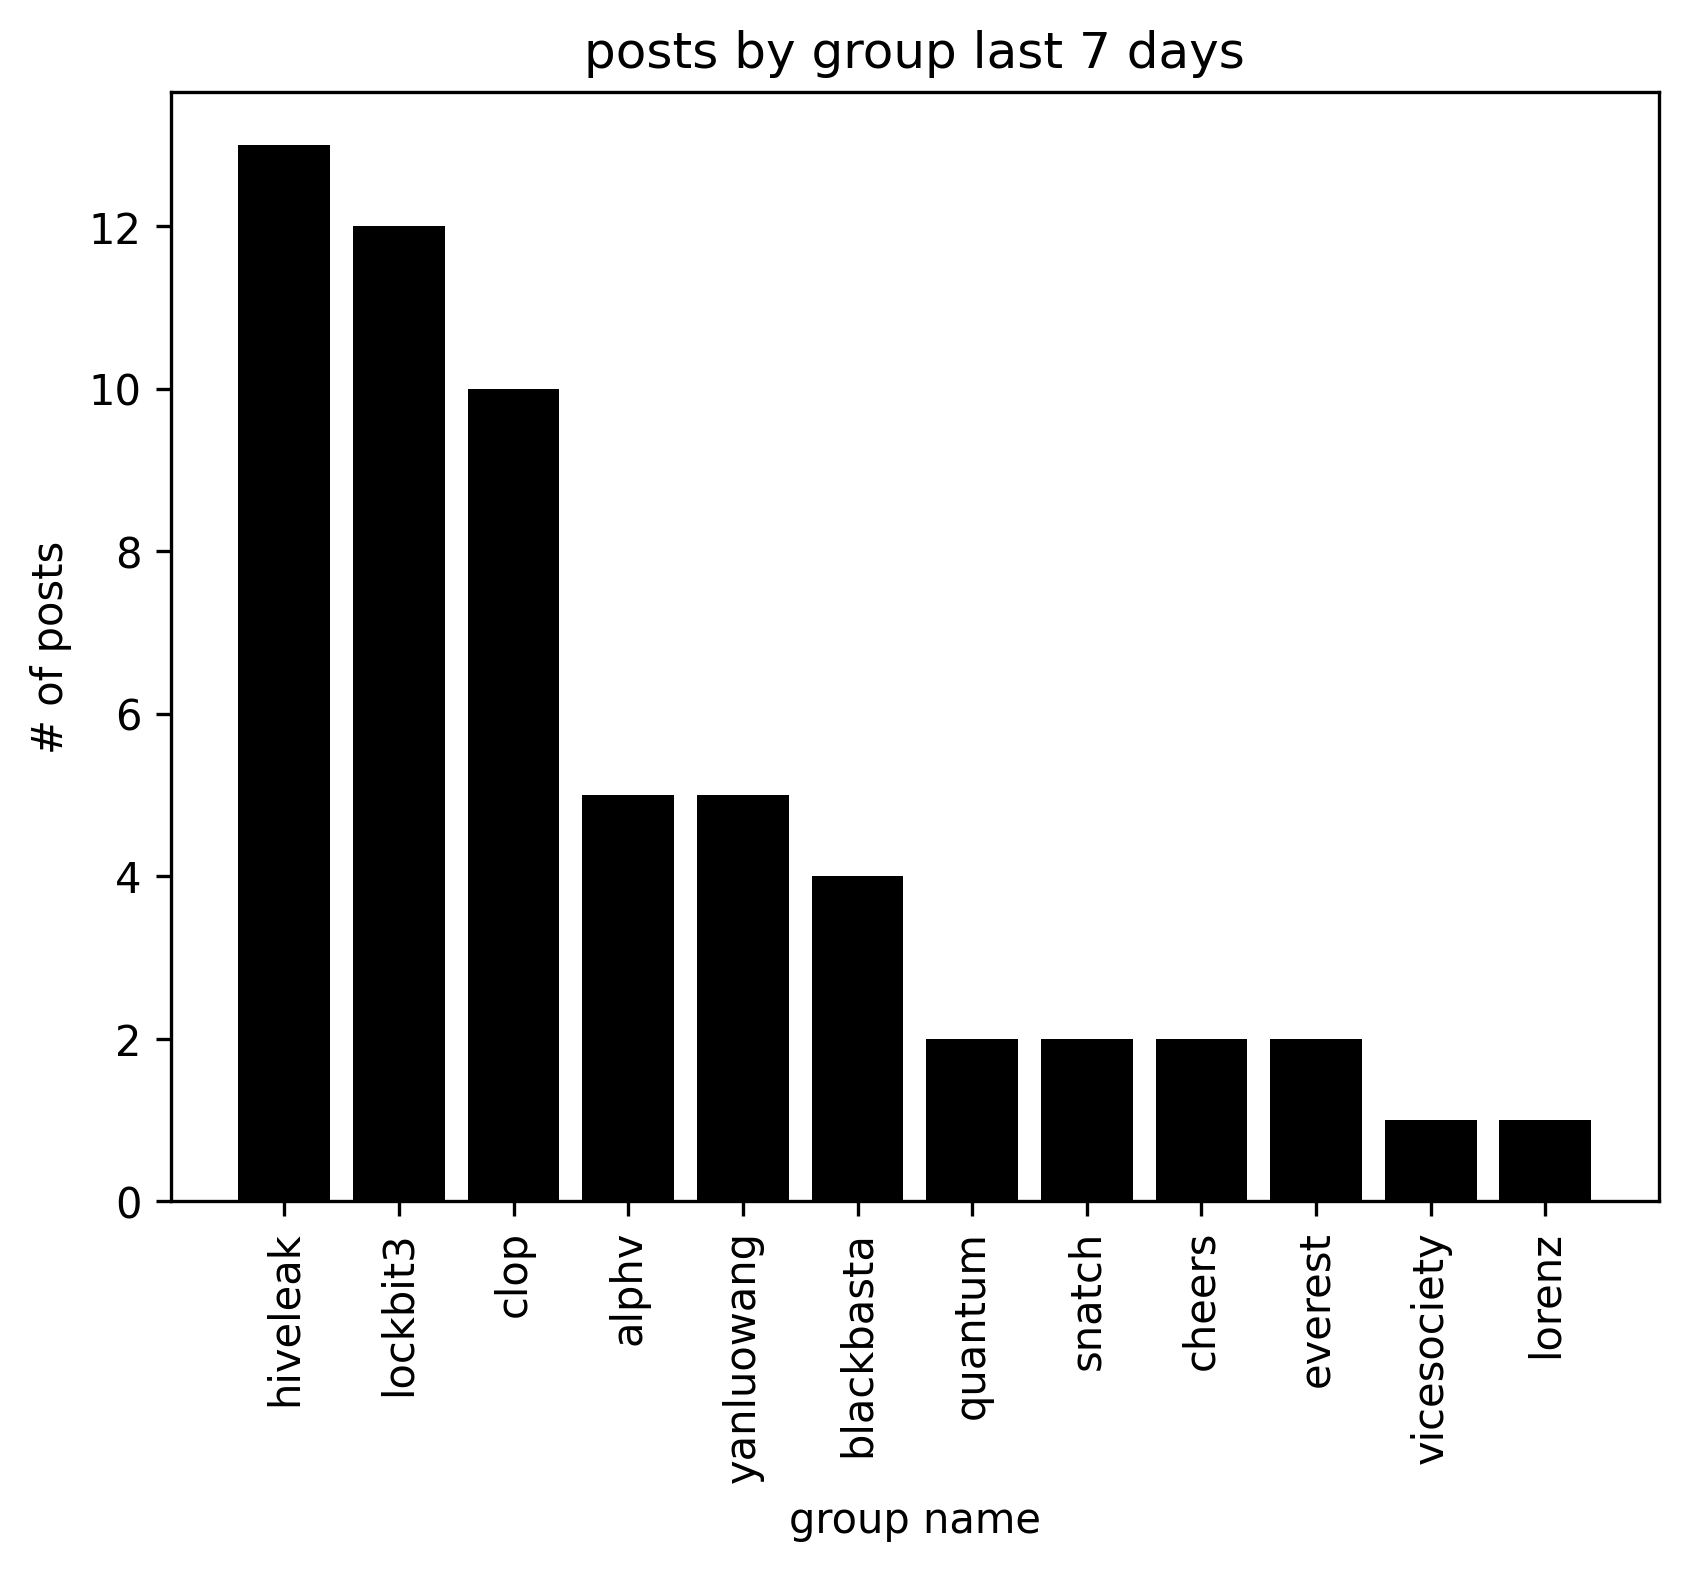 posts by group last 7 days
# of posts
12
10
8
6
4
2
0
hiveleak
lockbit3
clop
alphv
yanluowang
blackbasta
quantum
snatch
cheers
everest
vicesociety
lorenz
group name